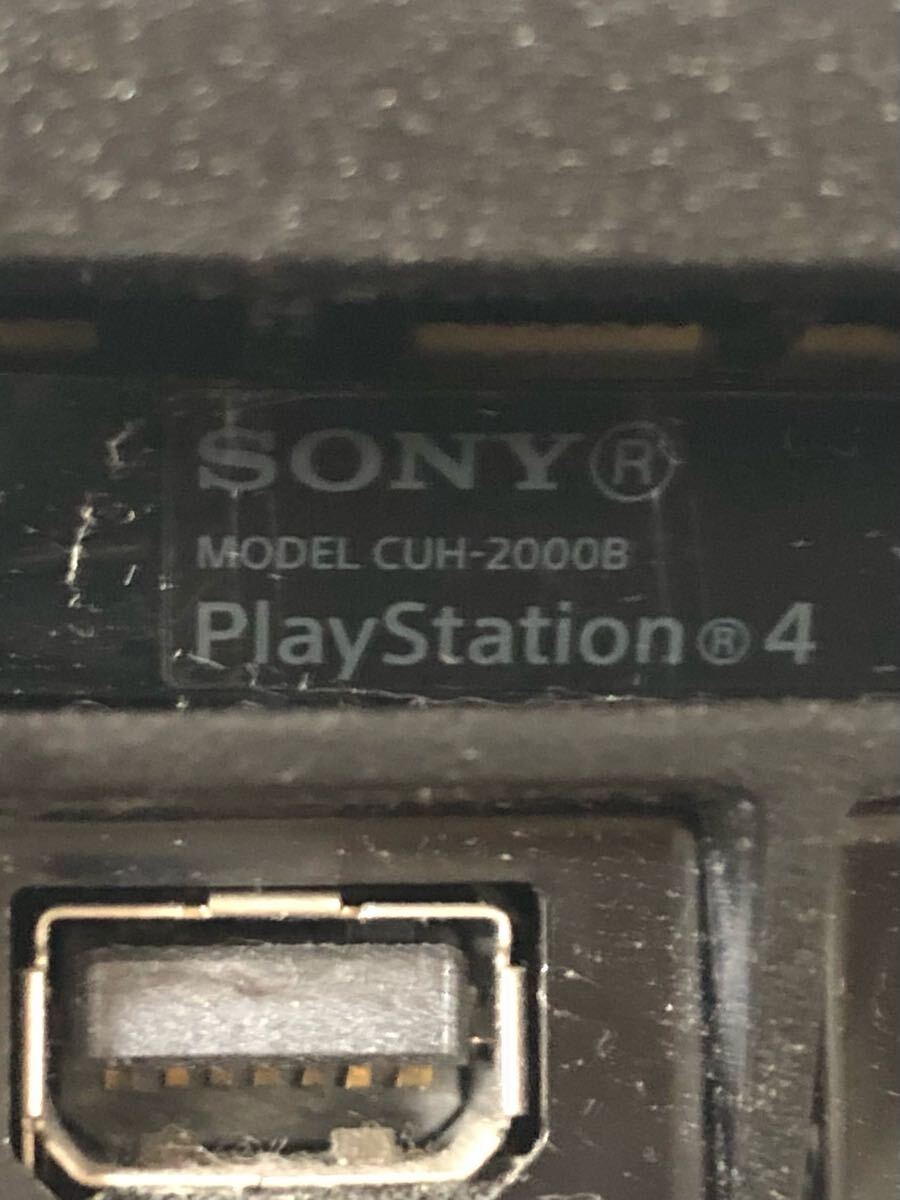 SONY®
MODEL CUH-2000B
PlayStation®4